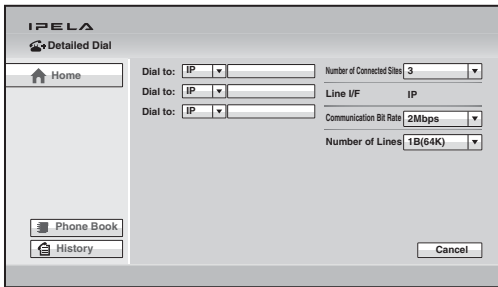 IPELA
Detailed Dial
Home
Dial to: IP
Dial to: IP
Dial to: IP
Number of Connected Sites 3
Line I/F IP
Communication Bit Rate 2Mbps
Number of Lines 1B(64K)
Phone Book
History
Cancel